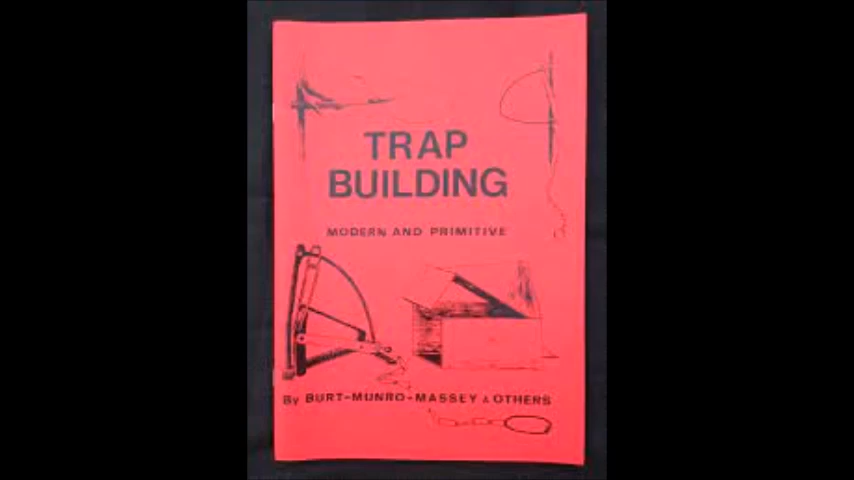 TRAP
BUILDING
MODERN AND PRIMITIVE
By BURT-MUNRO-MASSEY & OTHERS